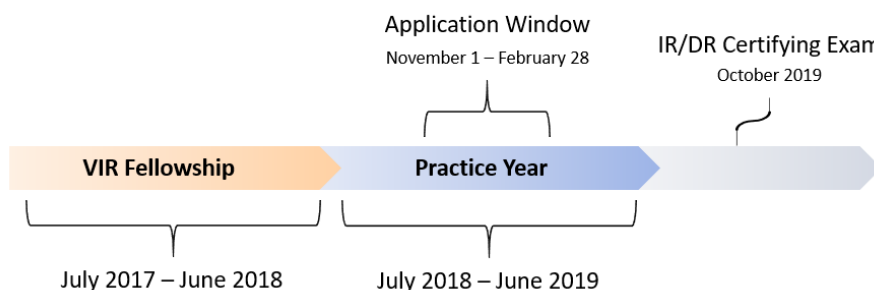 Application Window
November 1 – February 28
IR/DR Certifying Exam
October 2019
VIR Fellowship
Practice Year
July 2017 – June 2018
July 2018 – June 2019